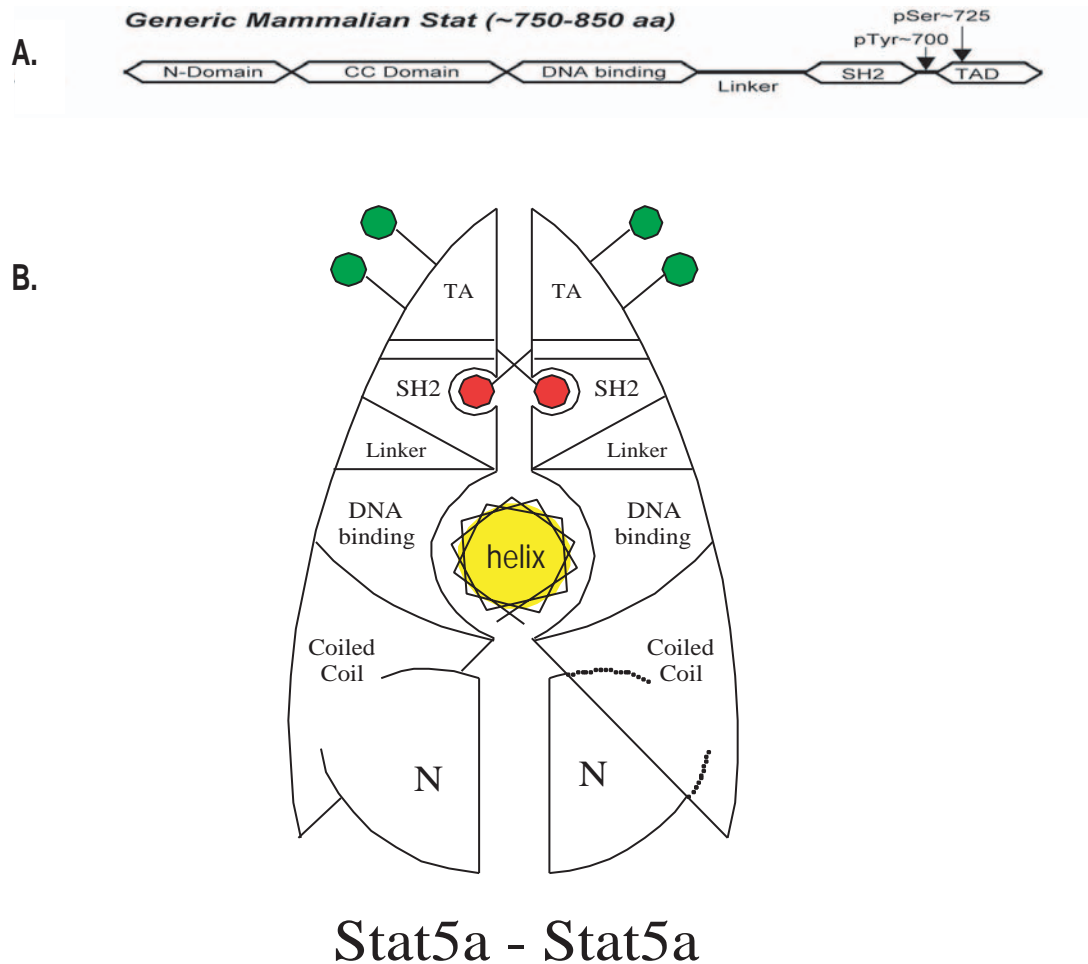 Generic Mammalian Stat (~750-850 aa)
pSer~725
A.
pTyr~700
N-Domain CC Domain DNA binding SH2 TAD
Linker
B.
TA TA
SH2 SH2
Linker Linker
DNA
binding
DNA
binding
helix
Coiled
Coil
Coiled
Coil
N N
Stat5a - Stat5a